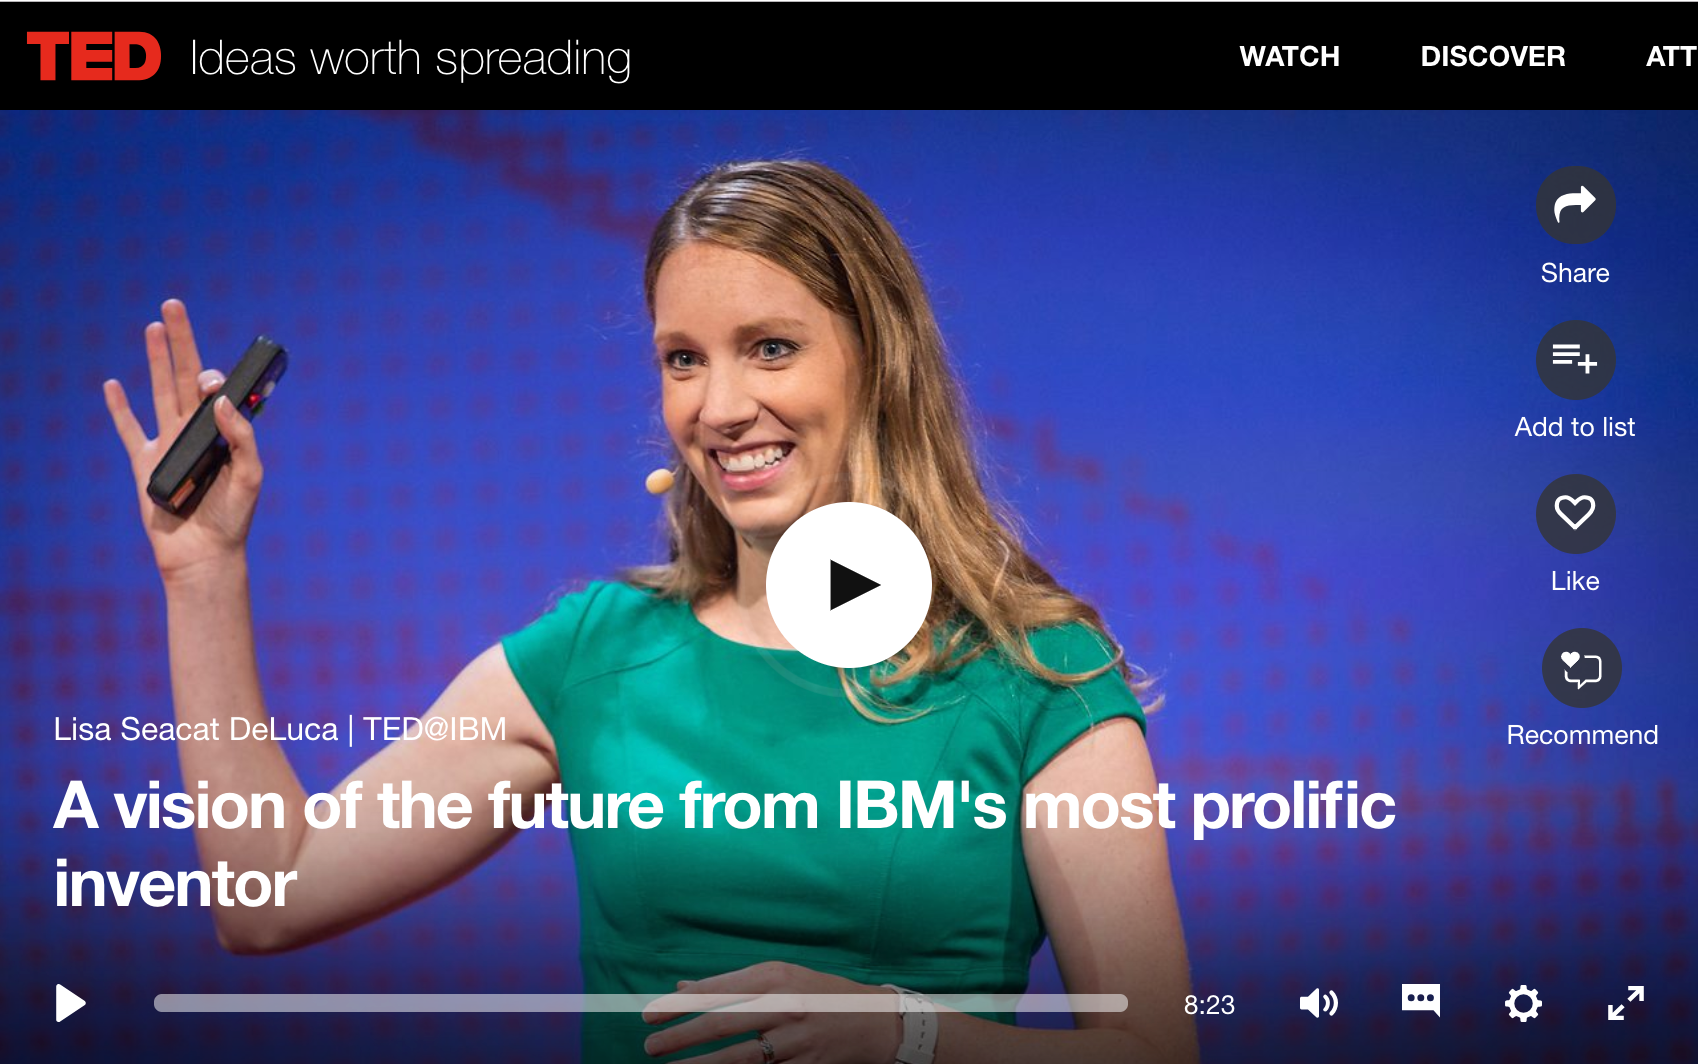 TED Ideas worth spreading WATCH DISCOVER ATT
Share
Add to list
Like
Recommend
Lisa Seacat DeLuca | TED@IBM
A vision of the future from IBM's most prolific
inventor
8:23